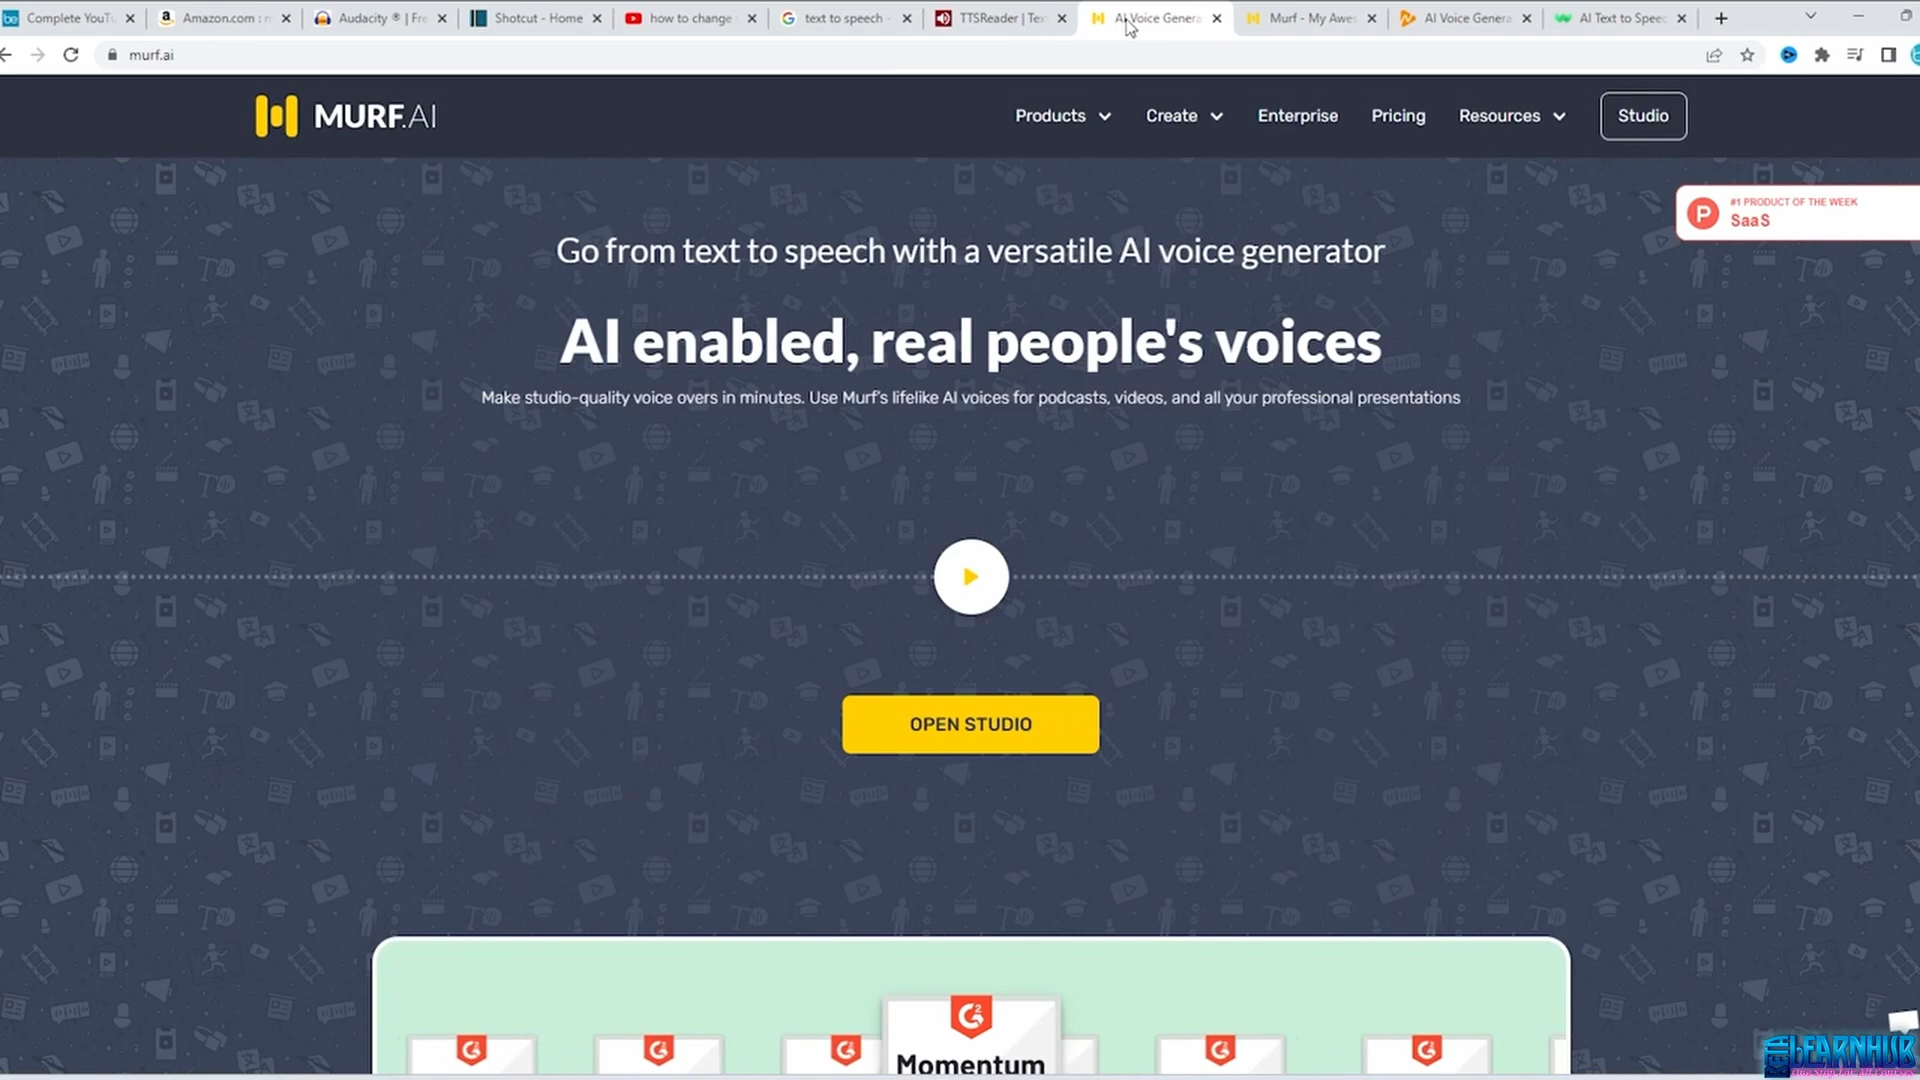 Complete YouTu
Amazon.com : m
Audacity ® | Fre
Shotcut - Home
how to change
text to speech -
TTSReader | Tex
AI Voice Genera
Murf - My Awes
AI Voice Genera
AI Text to Speec
murf.ai
MURF.AI
Products
Create
Enterprise
Pricing
Resources
Studio
#1 PRODUCT OF THE WEEK
SaaS
Go from text to speech with a versatile AI voice generator
AI enabled, real people's voices
Make studio-quality voice overs in minutes. Use Murf's lifelike AI voices for podcasts, videos, and all your professional presentations
OPEN STUDIO
Momentum
LEARNHUB